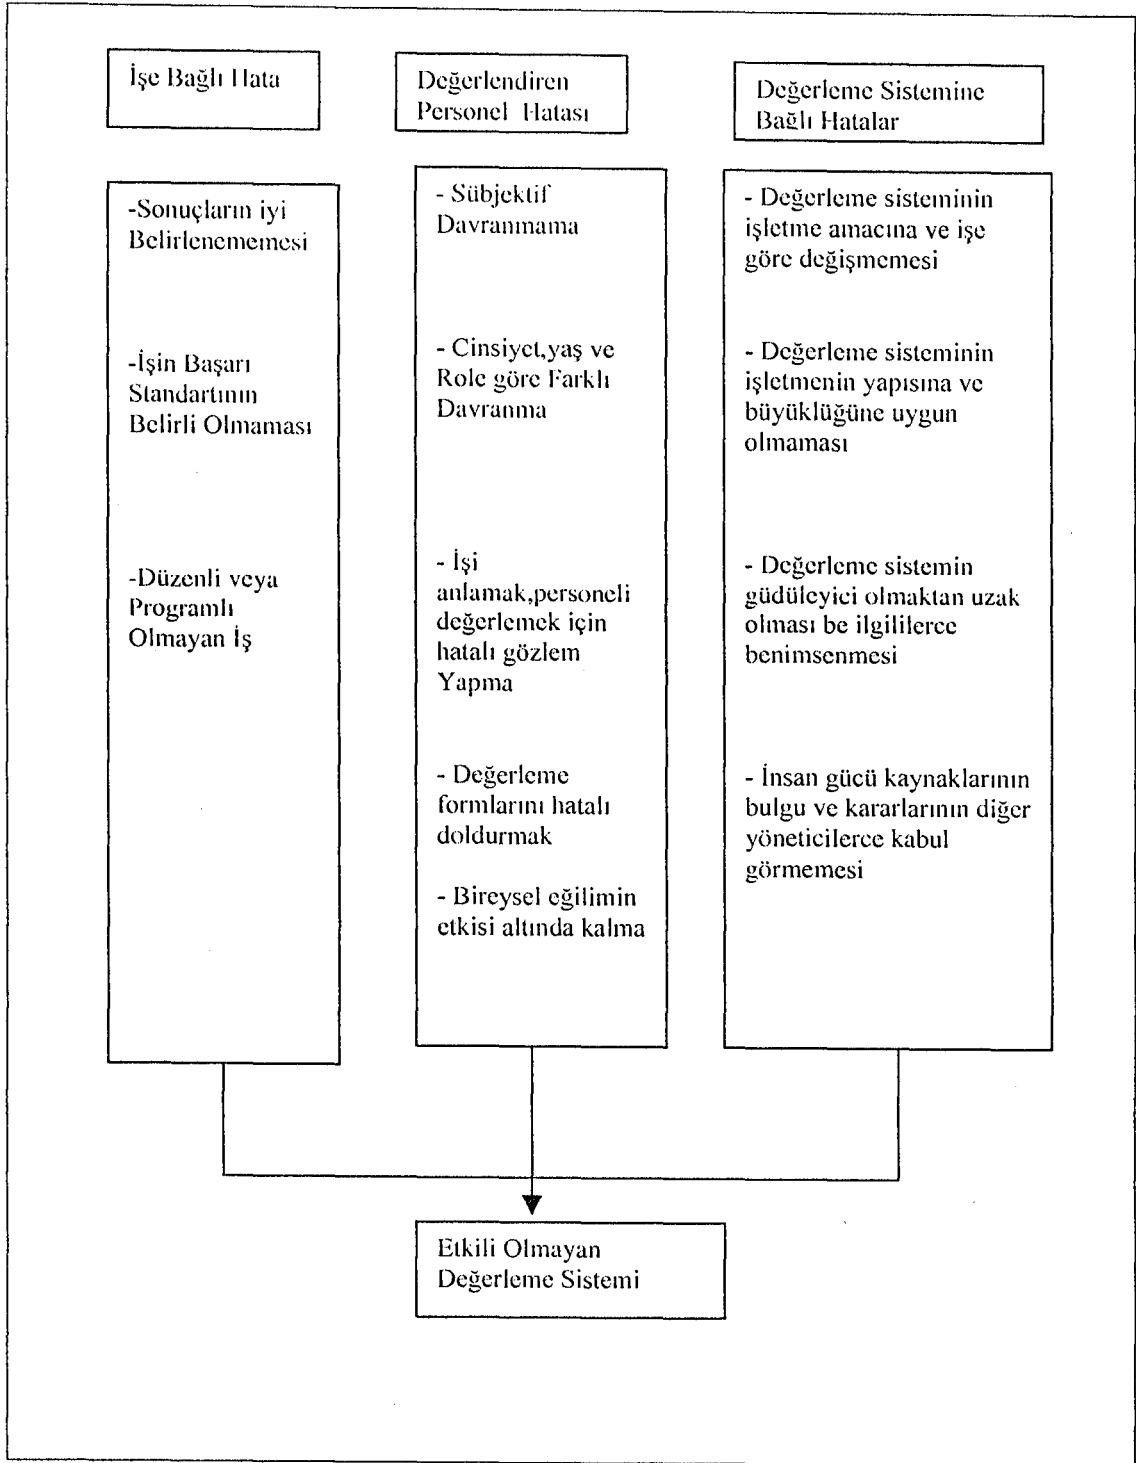 İşe Bağlı Hata
Değerlendiren
Personel Hatası
Değerleme Sistemine
Bağlı Hatalar
-Sonuçların iyi
Belirlenememesi
-İşin Başarı
Standartının
Belirli Olmaması
-Düzenli veya
Programlı
Olmayan İş
- Sübjektif
Davranmama
- Cinsiyet,yaş ve
Role göre Farklı
Davranma
- İşi
anlamak,personeli
değerlemek için
hatalı gözlem
Yapma
- Değerleme
formlarını hatalı
doldurmak
- Bireysel eğilimin
etkisi altında kalma
- Değerleme sisteminin
işletme amacına ve işe
göre değişmemesi
- Değerleme sisteminin
işletmenin yapısına ve
büyüklüğüne uygun
olmaması
- Değerleme sistemin
güdüleyici olmaktan uzak
olması be ilgililerce
benimsenmesi
- İnsan gücü kaynaklarının
bulgu ve kararlarının diğer
yöneticilerce kabul
görmemesi
Etkili Olmayan
Değerleme Sistemi